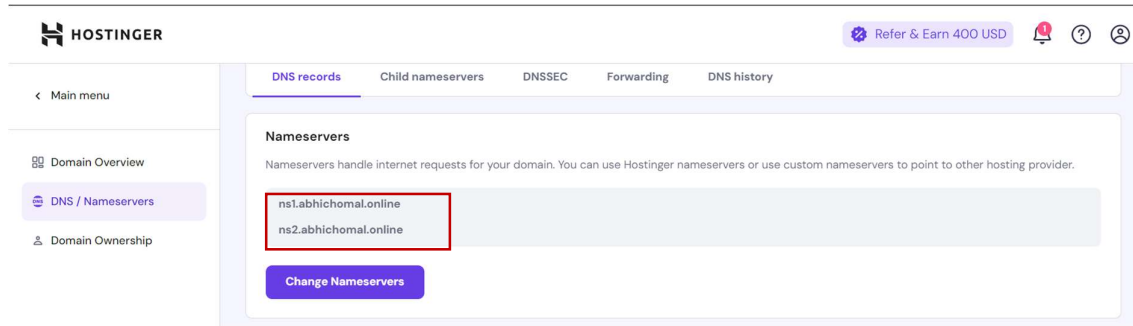 HOSTINGER
Refer & Earn 400 USD
1
Main menu
DNS records
Child nameservers
DNSSEC
Forwarding
DNS history
Nameservers
Nameservers handle internet requests for your domain. You can use Hostinger nameservers or use custom nameservers to point to other hosting provider.
Domain Overview
DNS / Nameservers
Domain Ownership
ns1.abhichomal.online
ns2.abhichomal.online
Change Nameservers